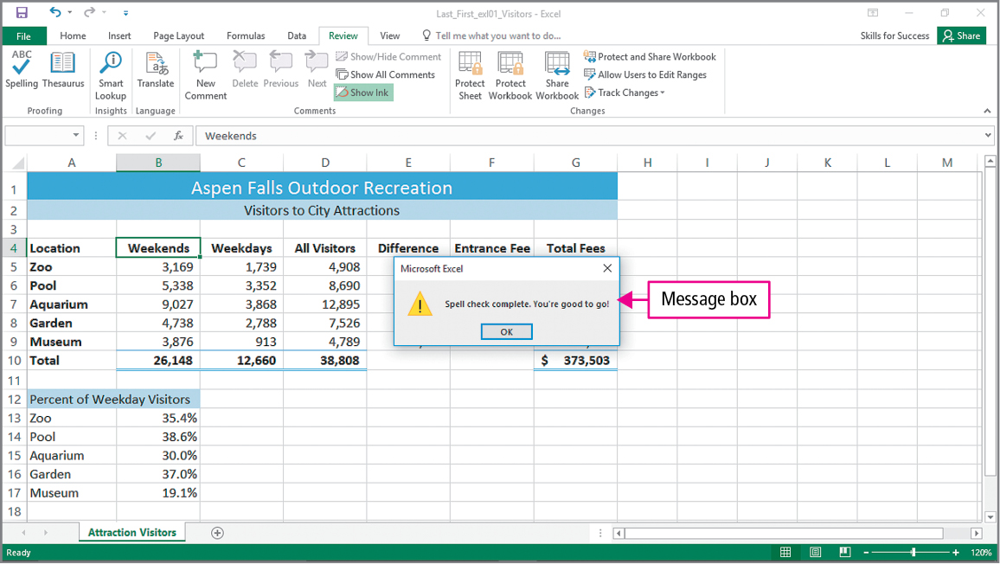 Last_First_exl01_Visitors - Excel
File Home Insert Page Layout Formulas Data Review View Tell me what you want to do... Skills for Success Share
ABC
Spelling Thesaurus Smart Lookup Translate New Comment Delete Previous Next
Show/Hide Comment
Show All Comments
Show Ink
Protect Sheet Protect Workbook Share Workbook
Protect and Share Workbook
Allow Users to Edit Ranges
Track Changes
Proofing Insights Language Comments Changes
fx Weekends
A B C D E F G H I J K L M
1 Aspen Falls Outdoor Recreation
2 Visitors to City Attractions
3
4 Location Weekends Weekdays All Visitors Difference Entrance Fee Total Fees
5 Zoo 3,169 1,739 4,908
6 Pool 5,338 3,352 8,690
7 Aquarium 9,027 3,868 12,895
8 Garden 4,738 2,788 7,526
9 Museum 3,876 913 4,789
10 Total 26,148 12,660 38,808 $ 373,503
11
12 Percent of Weekday Visitors
13 Zoo 35.4%
14 Pool 38.6%
15 Aquarium 30.0%
16 Garden 37.0%
17 Museum 19.1%
18
Microsoft Excel
Spell check complete. You're good to go!
OK
Message box
Attraction Visitors
Ready 120%